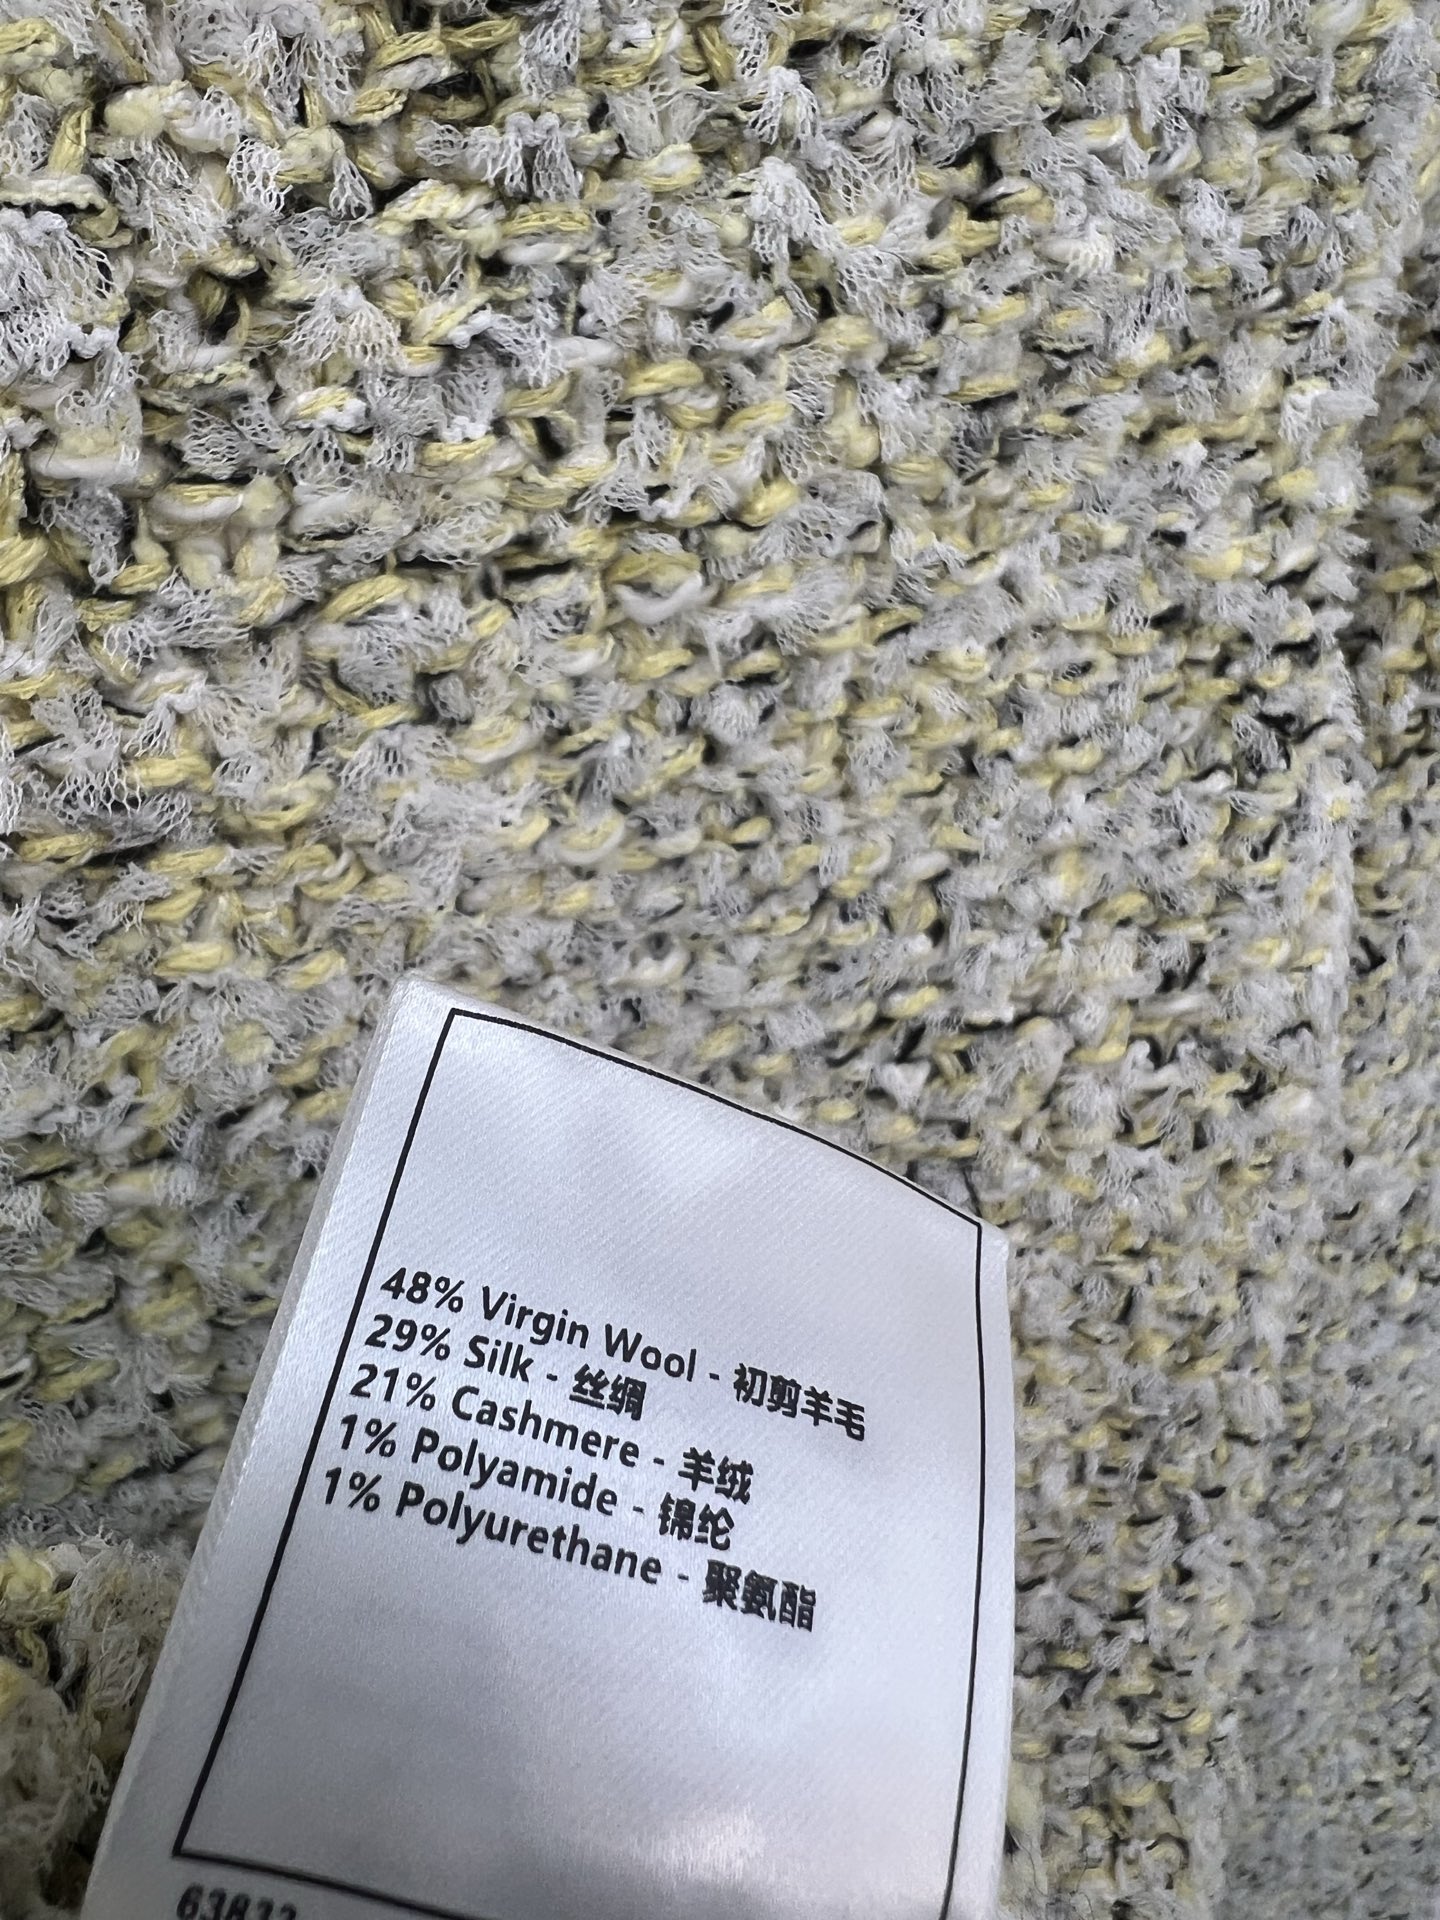 48% Virgin Wool - 初剪羊毛
29% Silk - 丝绸
21% Cashmere - 羊绒
1% Polyamide - 锦纶
1% Polyurethane - 聚氨酯